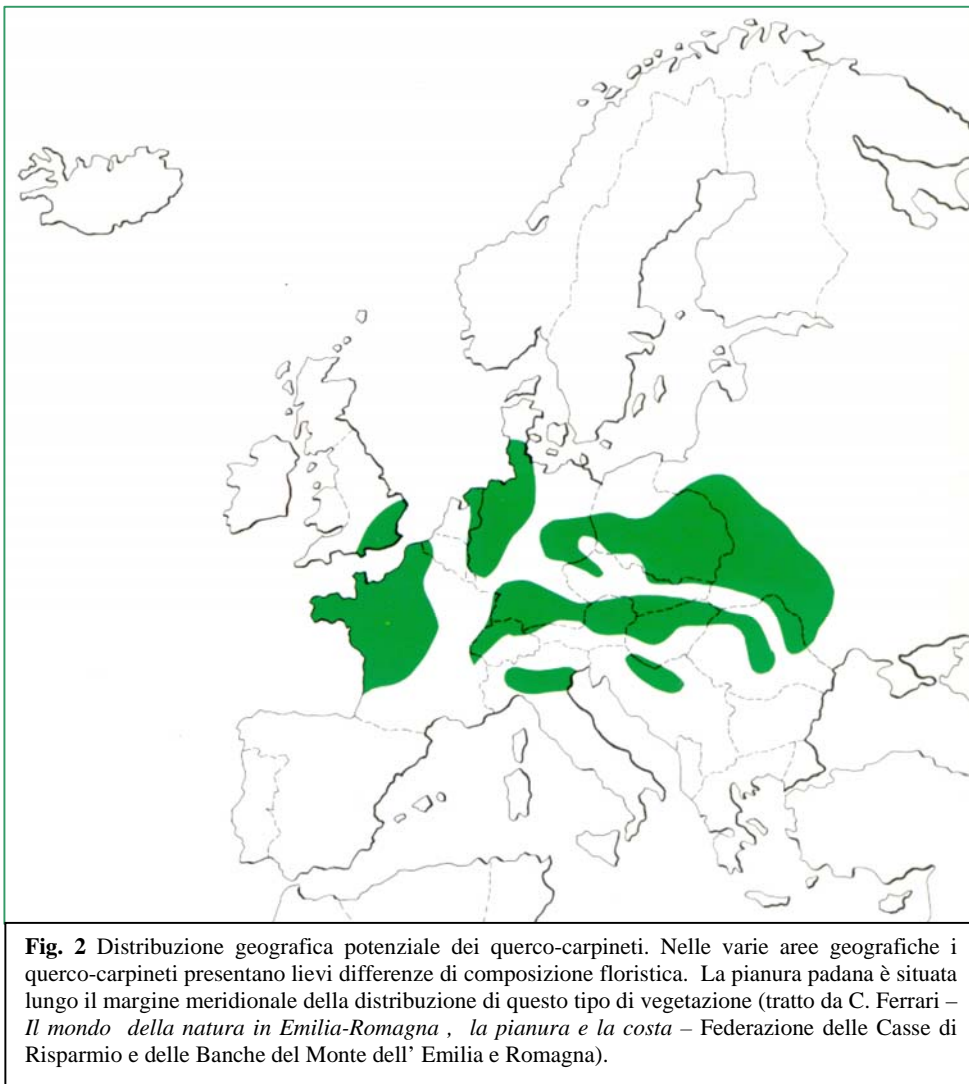 Fig. 2 Distribuzione geografica potenziale dei querco-carpineti. Nelle varie aree geografiche i
querco-carpineti presentano lievi differenze di composizione floristica. La pianura padana è situata
lungo il margine meridionale della distribuzione di questo tipo di vegetazione (tratto da C. Ferrari –
Il mondo della natura in Emilia-Romagna , la pianura e la costa – Federazione delle Casse di
Risparmio e delle Banche del Monte dell' Emilia e Romagna).